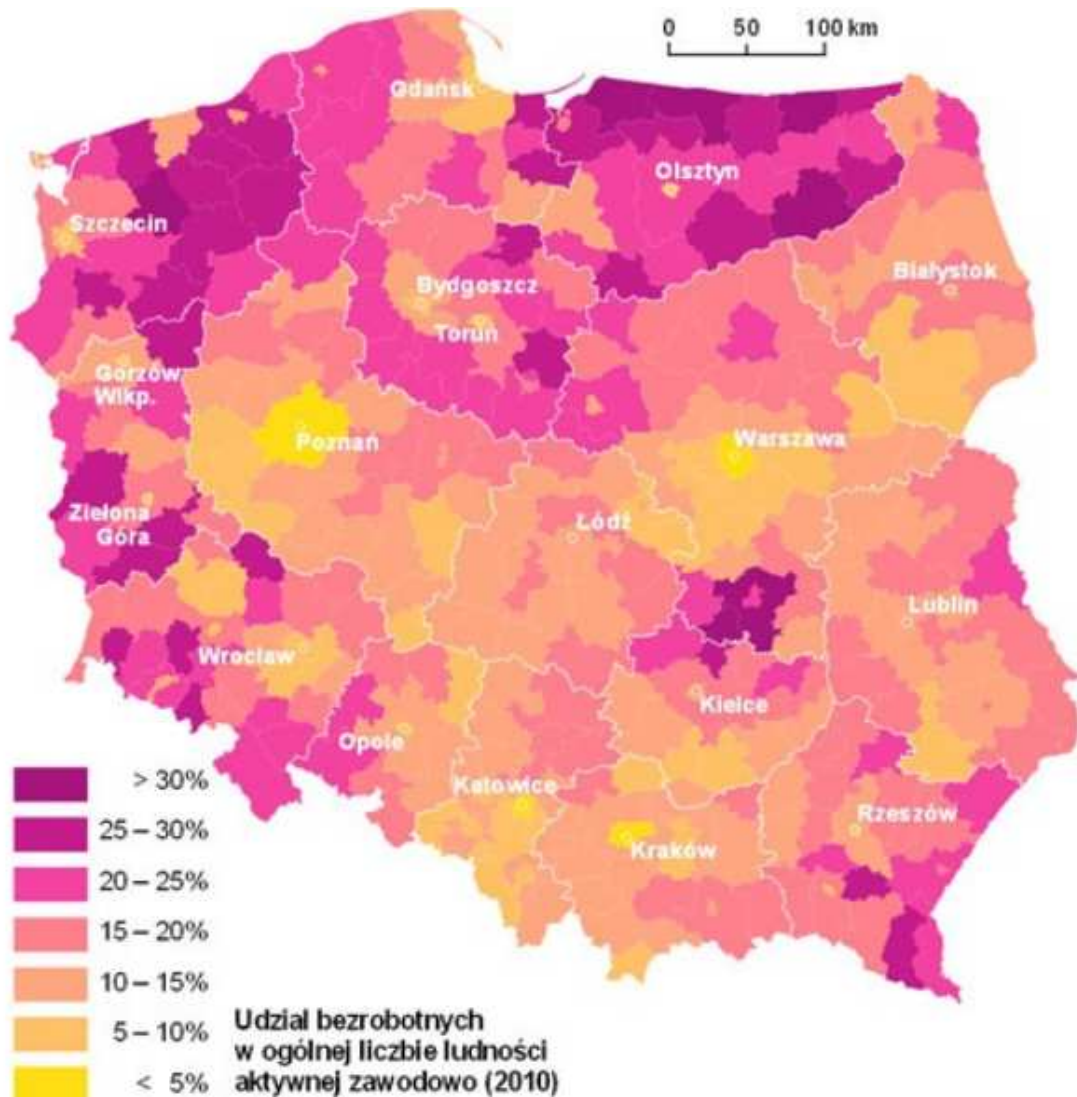 0 50 100 km
Gdańsk
Olsztyn
Szczecin
Białystok
Bydgoszcz
Toruń
Gorzów
Wlkp.
Poznań
Warszawa
Zielona
Góra
Łódź
Lublin
Wrocław
Kielce
Opole
Katowice
Rzeszów
Kraków
> 30%
25 – 30%
20 – 25%
15 – 20%
10 – 15%
5 – 10%
< 5%
Udział bezrobotnych
w ogólnej liczbie ludności
aktywnej zawodowo (2010)